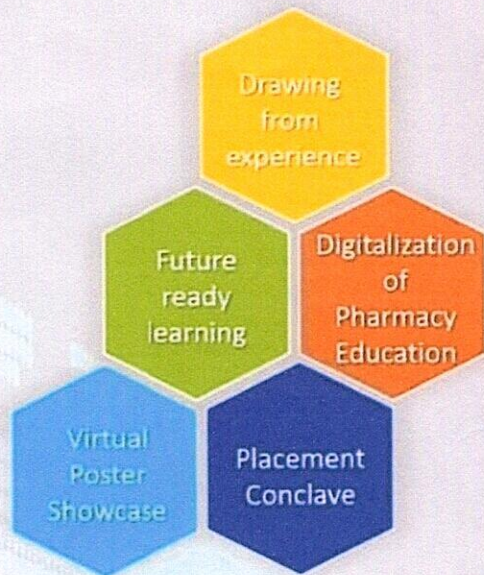 Drawing
from
experience
Future
ready
learning
Digitalization
of
Pharmacy
Education
Virtual
Poster
Showcase
Placement
Conclave